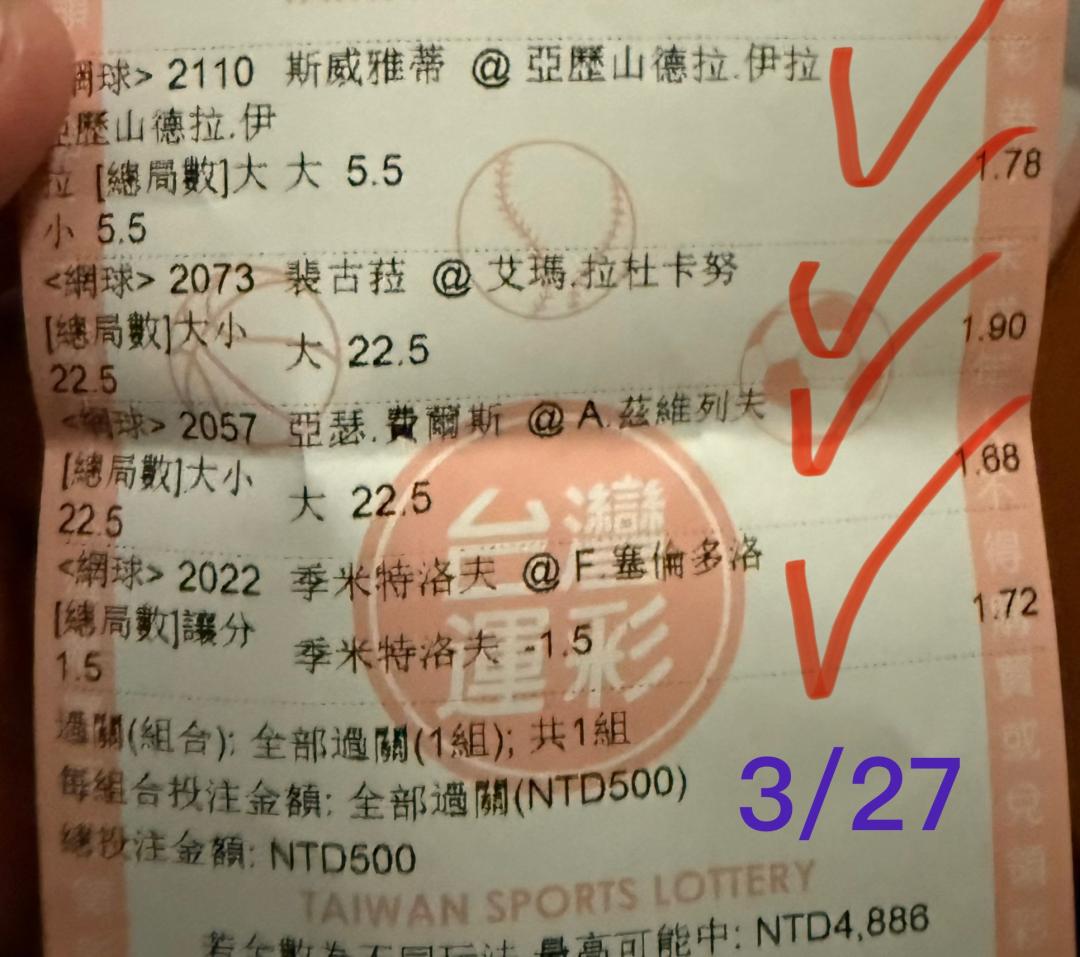 網球> 2110 斯威雅蒂 @ 亞歷山德拉.伊拉
亞歷山德拉.伊
拉 [總局數]大 大 5.5 1.78
小 5.5
<網球> 2073 裴古菈 @ 艾瑪.拉杜卡努
[總局數]大小 大 22.5 1.90
22.5
<網球> 2057 亞瑟.費爾斯 @ A.茲維列夫
[總局數]大小 大 22.5 1.68
22.5
<網球> 2022 季米特洛夫 @ F.塞倫多洛
[總局數]讓分 季米特洛夫 -1.5 1.72
1.5
過關(組合); 全部過關(1組); 共1組
每組合投注金額: 全部過關(NTD500)
3/27
總投注金額: NTD500
台灣
運彩
TAIWAN SPORTS LOTTERY
最高可能中: NTD4,886